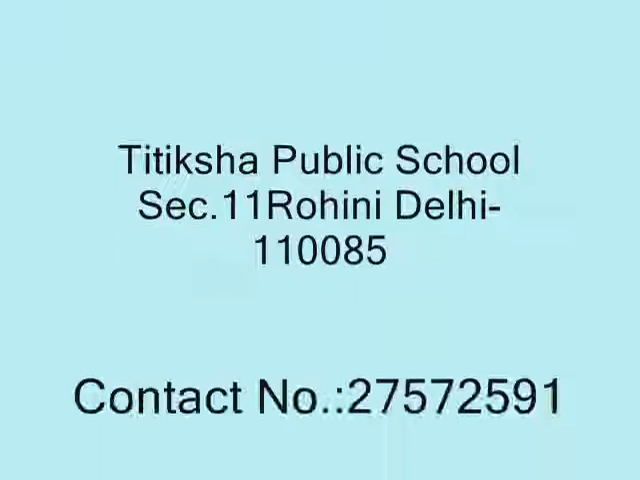 Titiksha Public School
Sec.11Rohini Delhi-
110085
Contact No.:27572591